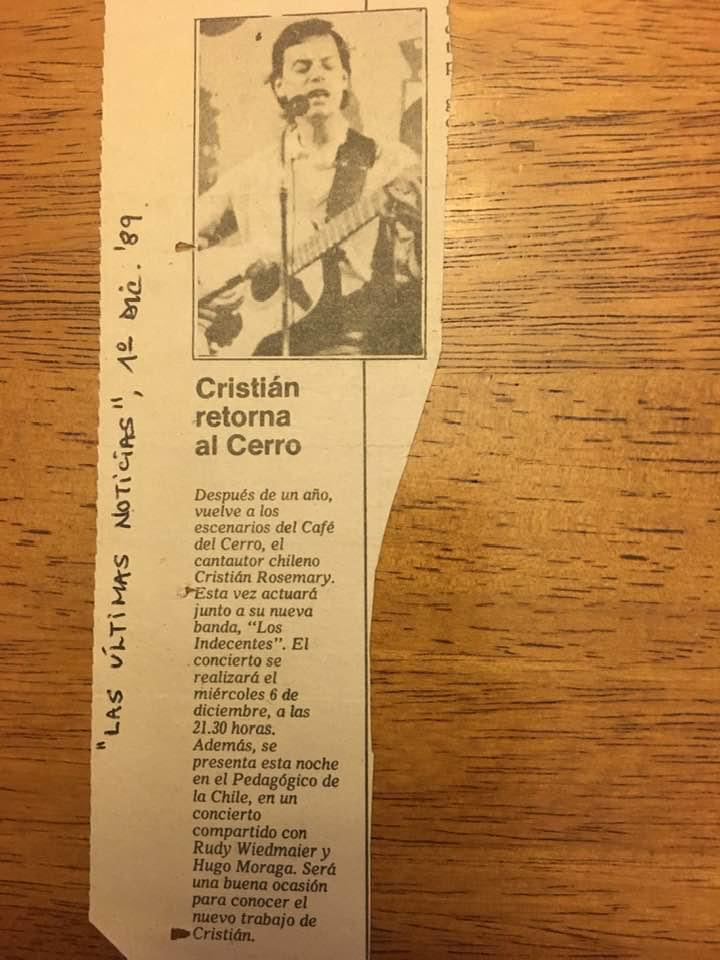 "LAS ÚLTIMAS NOTICIAS", 1º DIC. '89
Cristián
retorna
al Cerro
Después de un año,
vuelve a los
escenarios del Café
del Cerro, el
cantautor chileno
Cristián Rosemary.
Esta vez actuará
junto a su nueva
banda, "Los
Indecentes". El
concierto se
realizará el
miércoles 6 de
diciembre, a las
21.30 horas.
Además, se
presenta esta noche
en el Pedagógico de
la Chile, en un
concierto
compartido con
Rudy Wiedmaier y
Hugo Moraga. Será
una buena ocasión
para conocer el
nuevo trabajo de
Cristián.